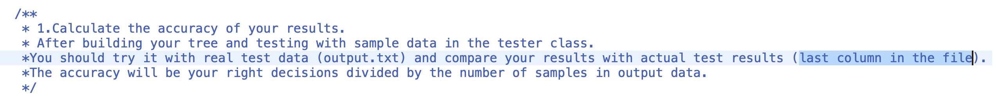 /**
 * 1.Calculate the accuracy of your results.
 * After building your tree and testing with sample data in the tester class.
 *You should try it with real test data (output.txt) and compare your results with actual test results (last column in the file).
 *The accuracy will be your right decisions divided by the number of samples in output data.
 */